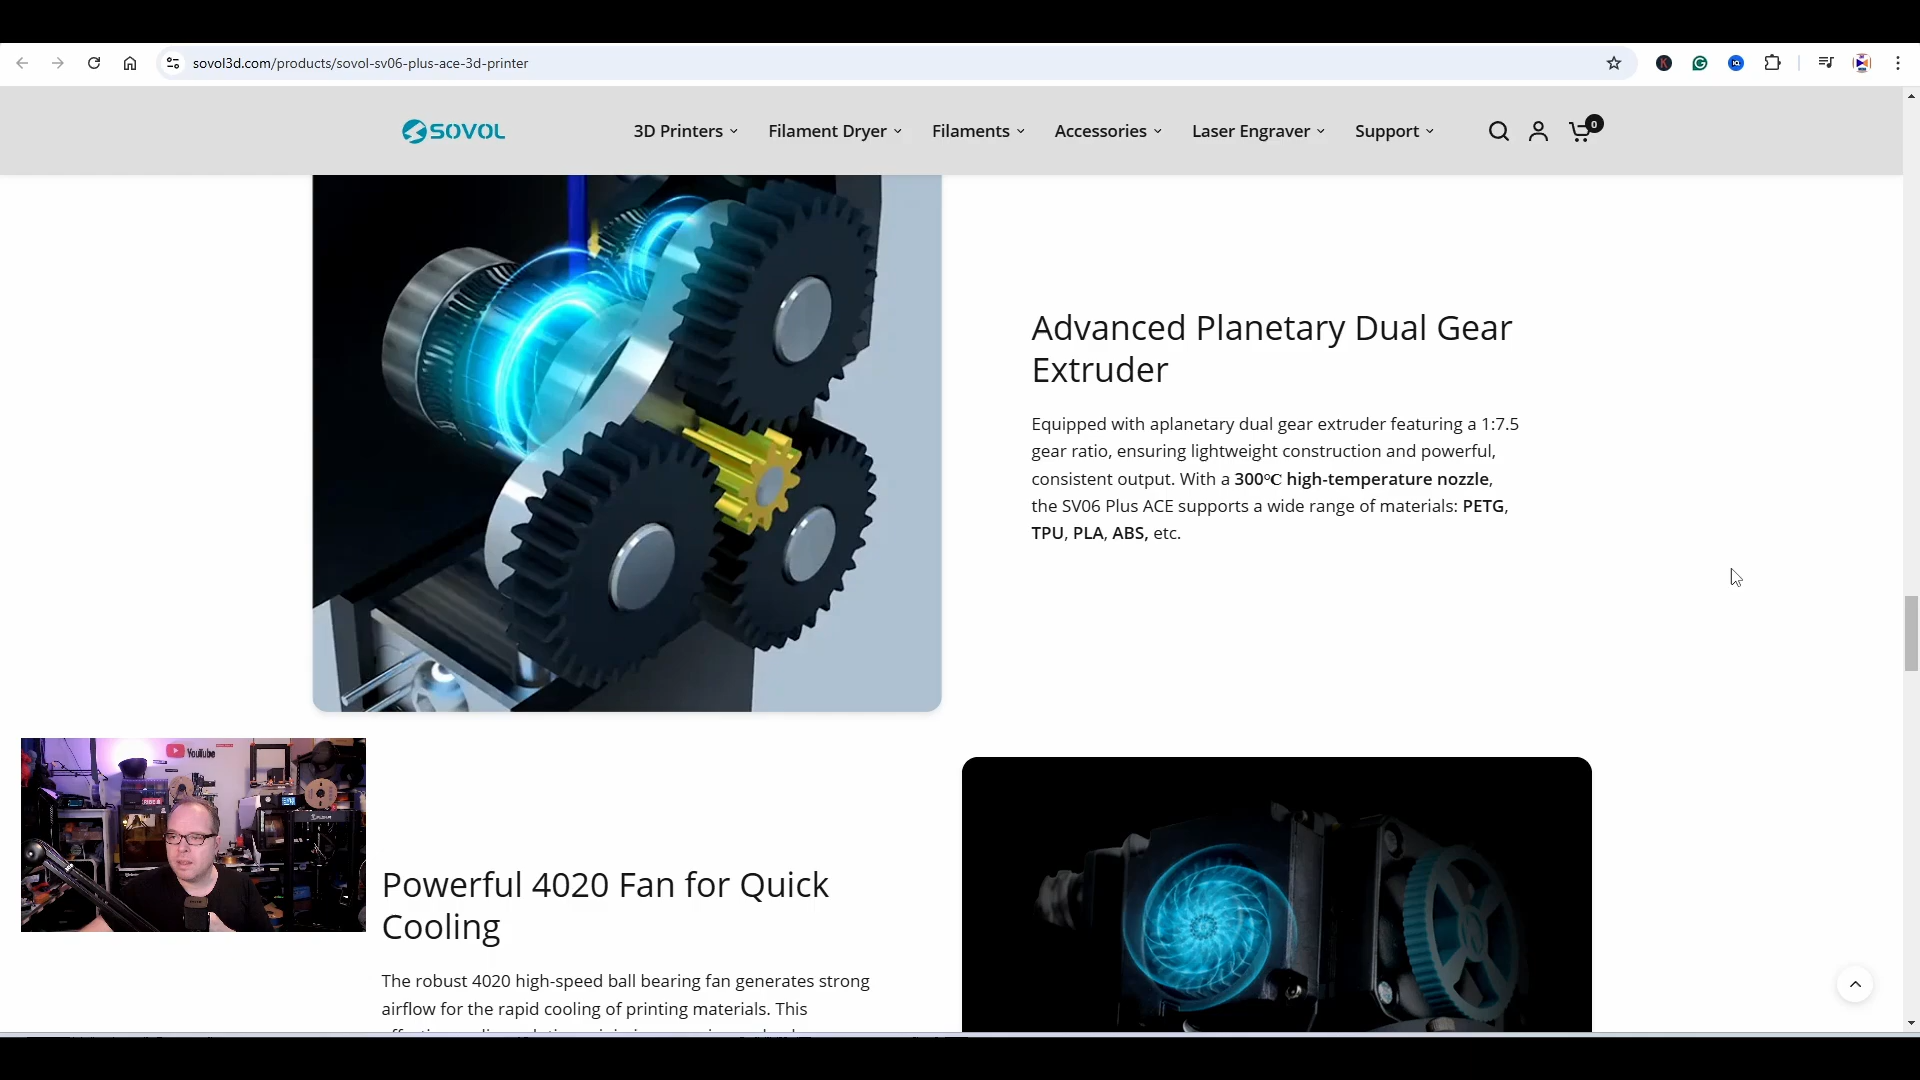 sovol3d.com/products/sovol-sv06-plus-ace-3d-printer
SOVOL
3D Printers
Filament Dryer
Filaments
Accessories
Laser Engraver
Support
0
Advanced Planetary Dual Gear
Extruder
Equipped with aplanetary dual gear extruder featuring a 1:7.5
gear ratio, ensuring lightweight construction and powerful,
consistent output. With a 300℃ high-temperature nozzle,
the SV06 Plus ACE supports a wide range of materials: PETG,
TPU, PLA, ABS, etc.
YouTube
Powerful 4020 Fan for Quick
Cooling
The robust 4020 high-speed ball bearing fan generates strong
airflow for the rapid cooling of printing materials. This